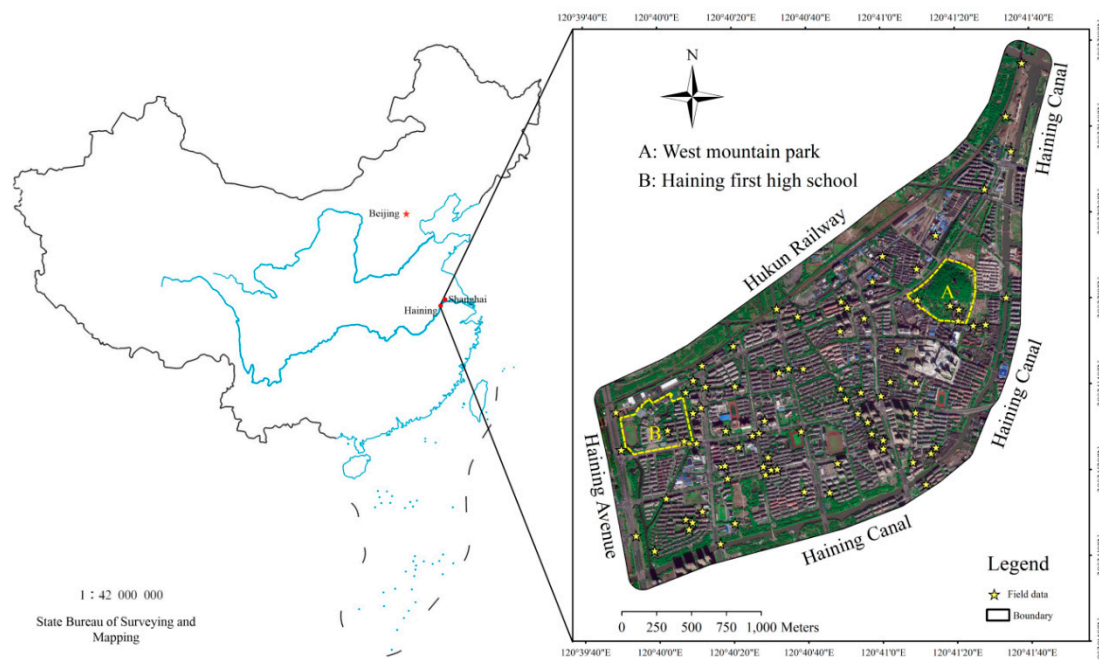 120°39'40"E 120°40'0"E 120°40'20"E 120°40'40"E 120°41'0"E 120°41'20"E 120°41'40"E
N
A: West mountain park
B: Haining first high school
Haining Canal
Hukun Railway
A
Beijing
Shanghai
Haining
Haining Canal
B
Haining Avenue
Haining Canal
Legend
Field data
Boundary
0 250 500 750 1,000 Meters
1：42 000 000
State Bureau of Surveying and
Mapping
120°39'40"E 120°40'0"E 120°40'20"E 120°40'40"E 120°41'0"E 120°41'20"E 120°41'40"E